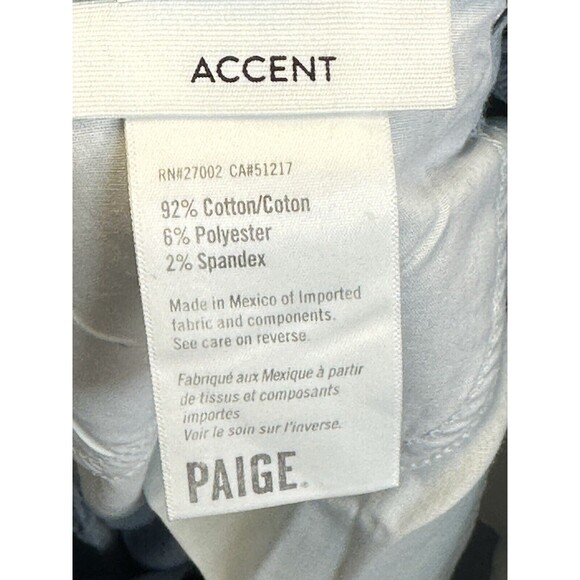 ACCENT
RN#27002 CA#51217
92% Cotton/Coton
6% Polyester
2% Spandex
Made in Mexico of Imported
fabric and components.
See care on reverse.
Fabriqué aux Mexique à partir
de tissus et composants
importés
Voir le soin sur l'inverse.
PAIGE®